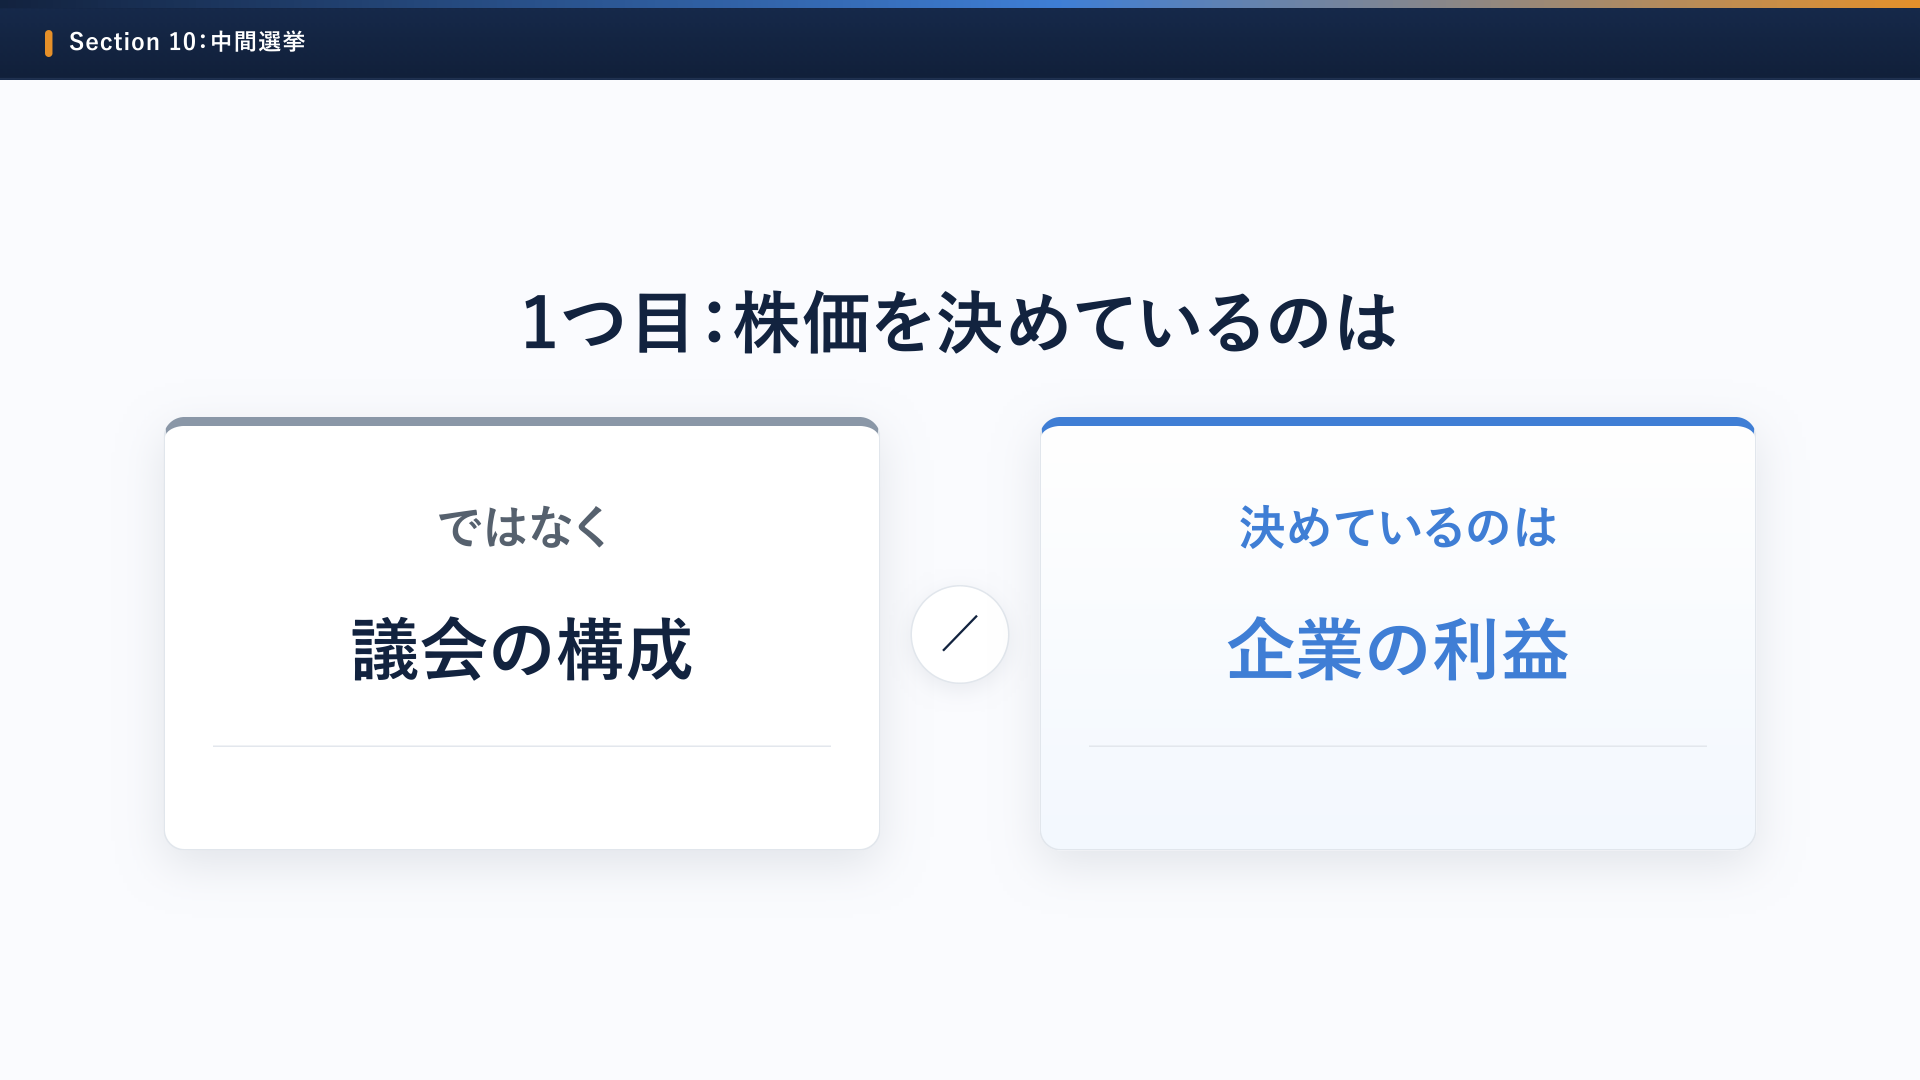 Section 10：中間選挙
1つ目：株価を決めているのは
ではなく
議会の構成
／
決めているのは
企業の利益